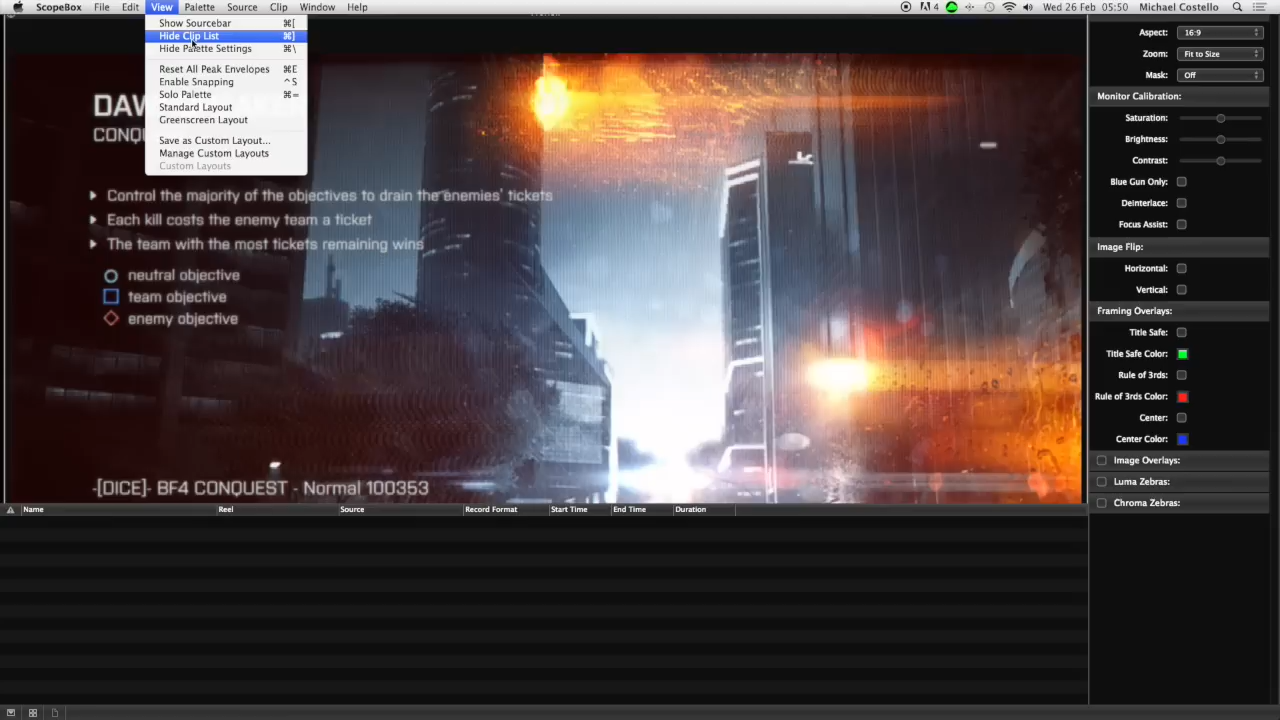 ScopeBox File Edit View Palette Source Clip Window Help 4 Wed 26 Feb 05:50 Michael Costello
Show Sourcebar ⌘[
Hide Clip List ⌘]
Hide Palette Settings ⌘\
Reset All Peak Envelopes ⌘E
Enable Snapping ^S
Solo Palette ⌘=
Standard Layout
Greenscreen Layout
Save as Custom Layout...
Manage Custom Layouts
Custom Layouts
Control the majority of the objectives to drain the enemies' tickets
Each kill costs the enemy team a ticket
The team with the most tickets remaining wins
neutral objective
team objective
enemy objective
-[DICE]- BF4 CONQUEST - Normal 100353
Aspect: 16:9
Zoom: Fit to Size
Mask: Off
Monitor Calibration:
Saturation:
Brightness:
Contrast:
Blue Gun Only:
Deinterlace:
Focus Assist:
Image Flip:
Horizontal:
Vertical:
Framing Overlays:
Title Safe:
Title Safe Color:
Rule of 3rds:
Rule of 3rds Color:
Center:
Center Color:
Image Overlays:
Luma Zebras:
Chroma Zebras:
Name Reel Source Record Format Start Time End Time Duration